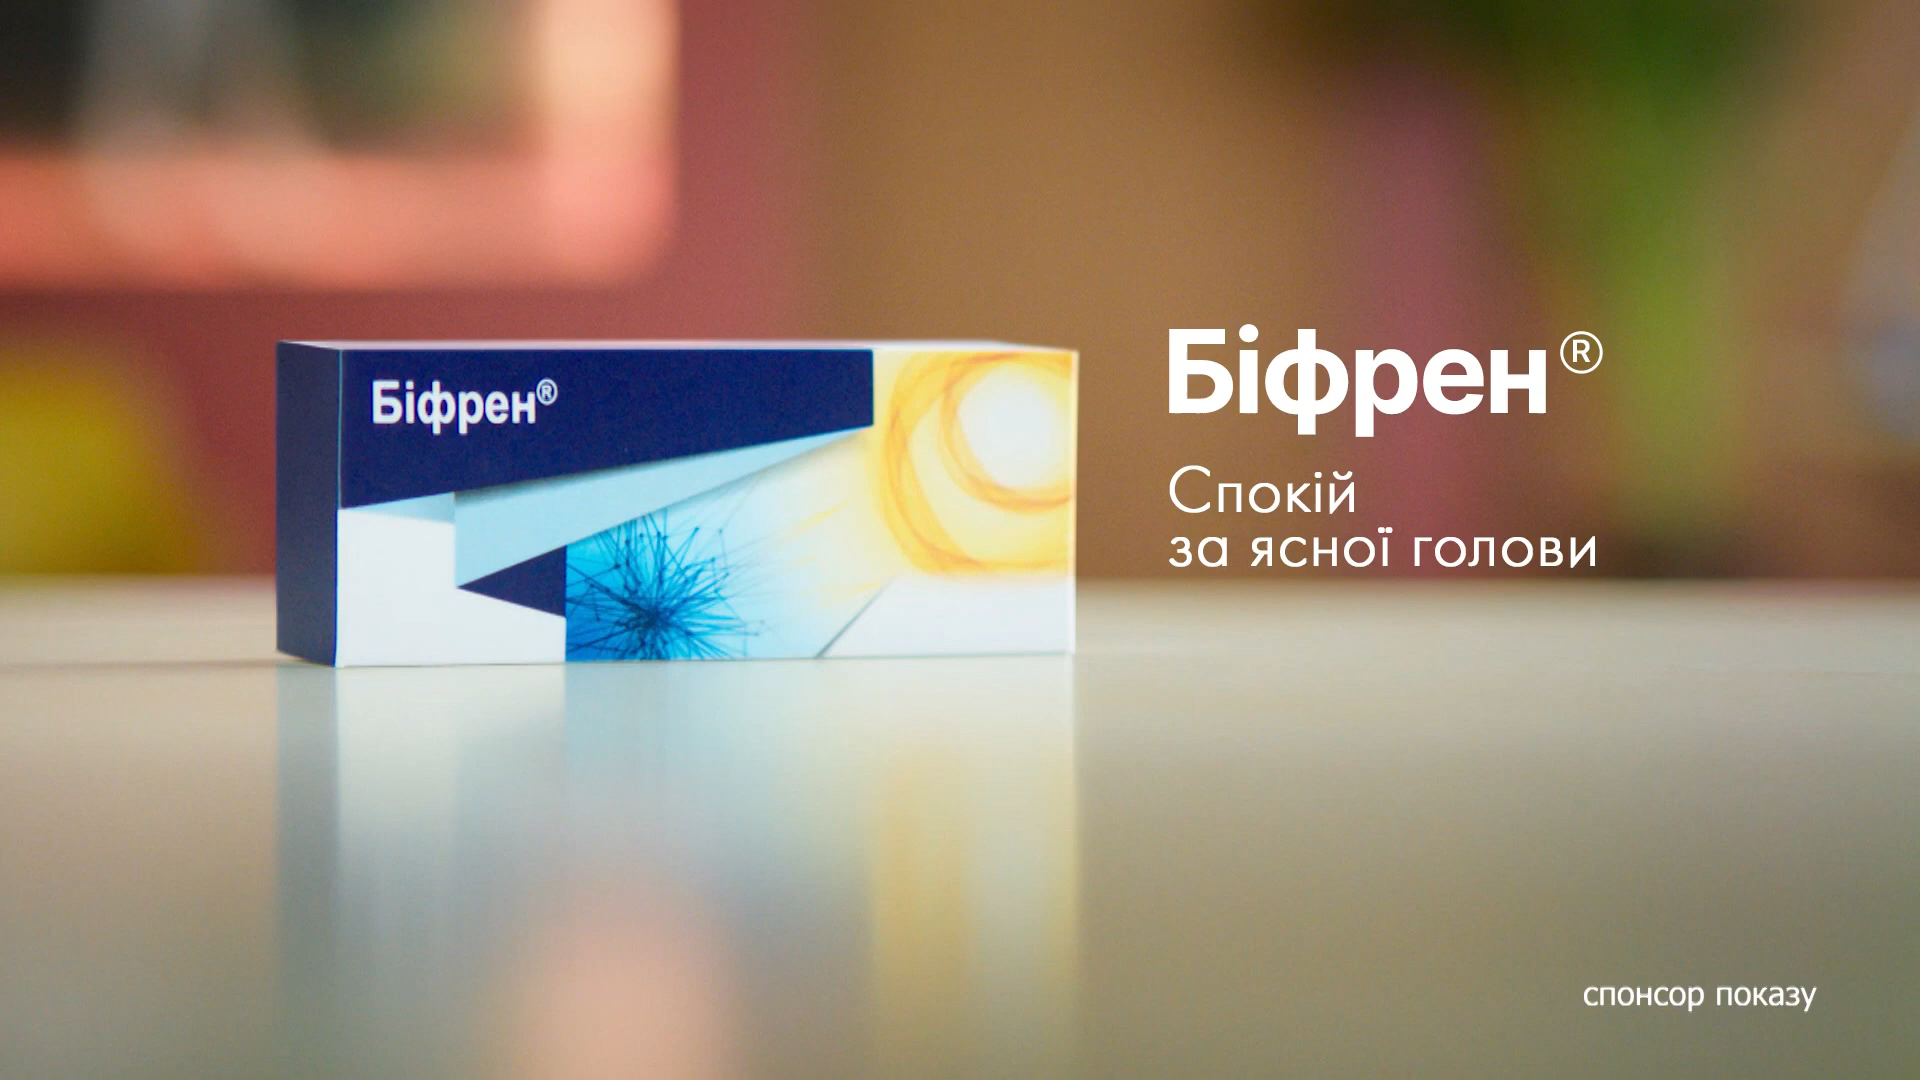 Біфрен®
Біфрен®
Спокій
за ясної голови
спонсор показу